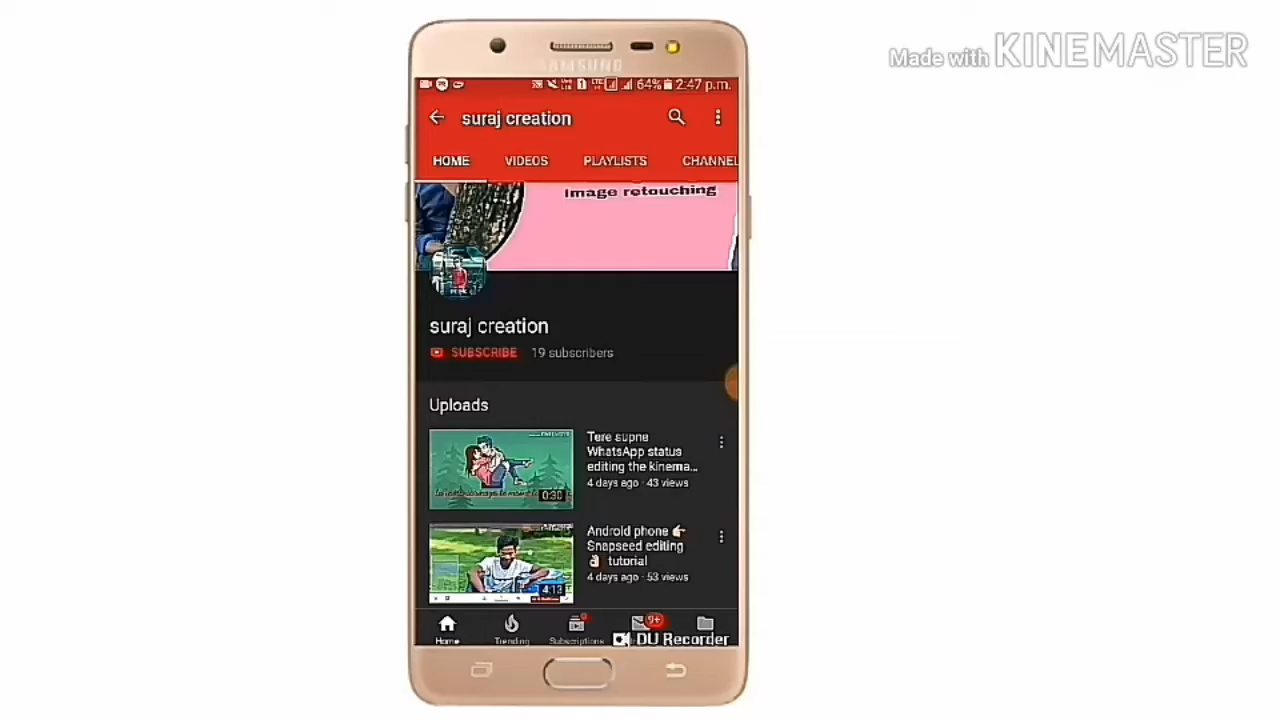 Made with KINEMASTER
SAMSUNG
64% 2:47 p.m.
suraj creation
HOME VIDEOS PLAYLISTS CHANNEL
Image retouching
suraj creation
SUBSCRIBE 19 subscribers
Uploads
Tere supne
WhatsApp status
editing the kinema...
4 days ago · 43 views
0:30
Android phone 👉
Snapseed editing
👌 tutorial
4 days ago · 53 views
4:13
9+
Home Trending Subscriptions
DU Recorder